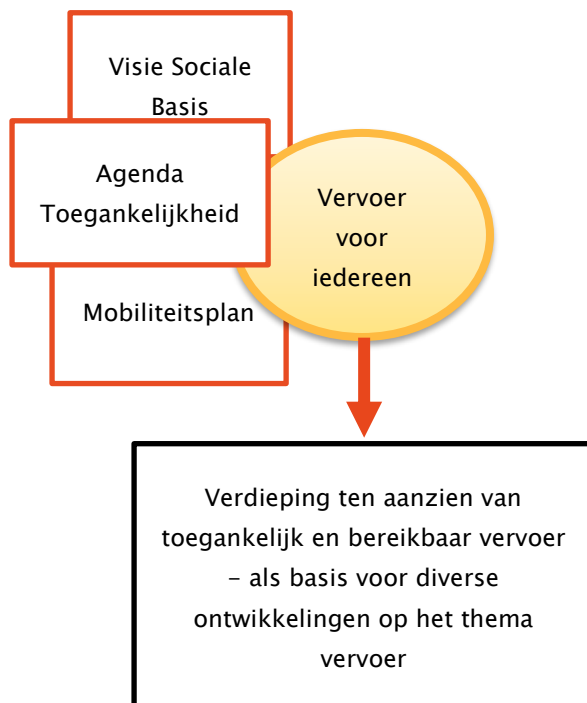 Visie Sociale
Basis
Agenda
Toegankelijkheid
Mobiliteitsplan
Vervoer
voor
iedereen
Verdieping ten aanzien van
toegankelijk en bereikbaar vervoer
– als basis voor diverse
ontwikkelingen op het thema
vervoer